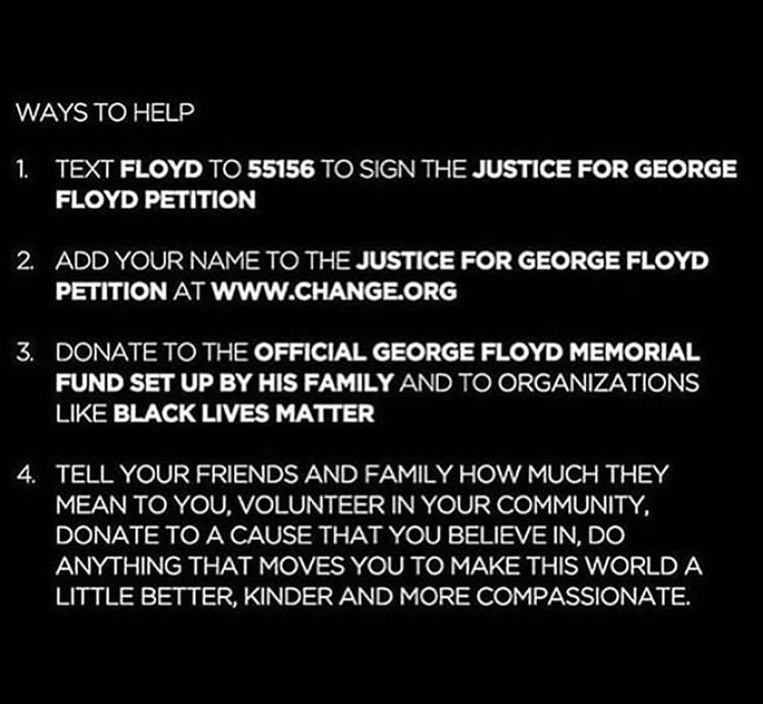 WAYS TO HELP
1. TEXT FLOYD TO 55156 TO SIGN THE JUSTICE FOR GEORGE
FLOYD PETITION
2. ADD YOUR NAME TO THE JUSTICE FOR GEORGE FLOYD
PETITION AT WWW.CHANGE.ORG
3. DONATE TO THE OFFICIAL GEORGE FLOYD MEMORIAL
FUND SET UP BY HIS FAMILY AND TO ORGANIZATIONS
LIKE BLACK LIVES MATTER
4. TELL YOUR FRIENDS AND FAMILY HOW MUCH THEY
MEAN TO YOU, VOLUNTEER IN YOUR COMMUNITY,
DONATE TO A CAUSE THAT YOU BELIEVE IN, DO
ANYTHING THAT MOVES YOU TO MAKE THIS WORLD A
LITTLE BETTER, KINDER AND MORE COMPASSIONATE.